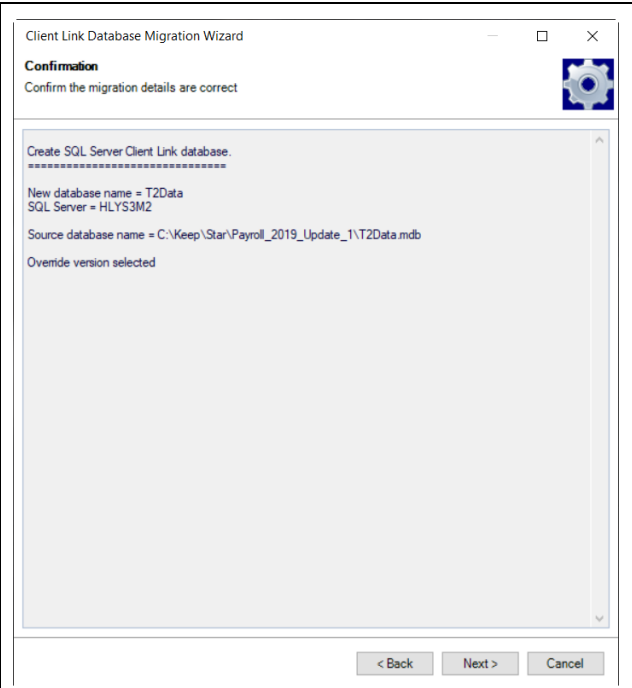 Client Link Database Migration Wizard
Confirmation
Confirm the migration details are correct
Create SQL Server Client Link database.
===============================
New database name = T2Data
SQL Server = HLYS3M2
Source database name = C:\Keep\Star\Payroll_2019_Update_1\T2Data.mdb
Override version selected
< Back Next > Cancel